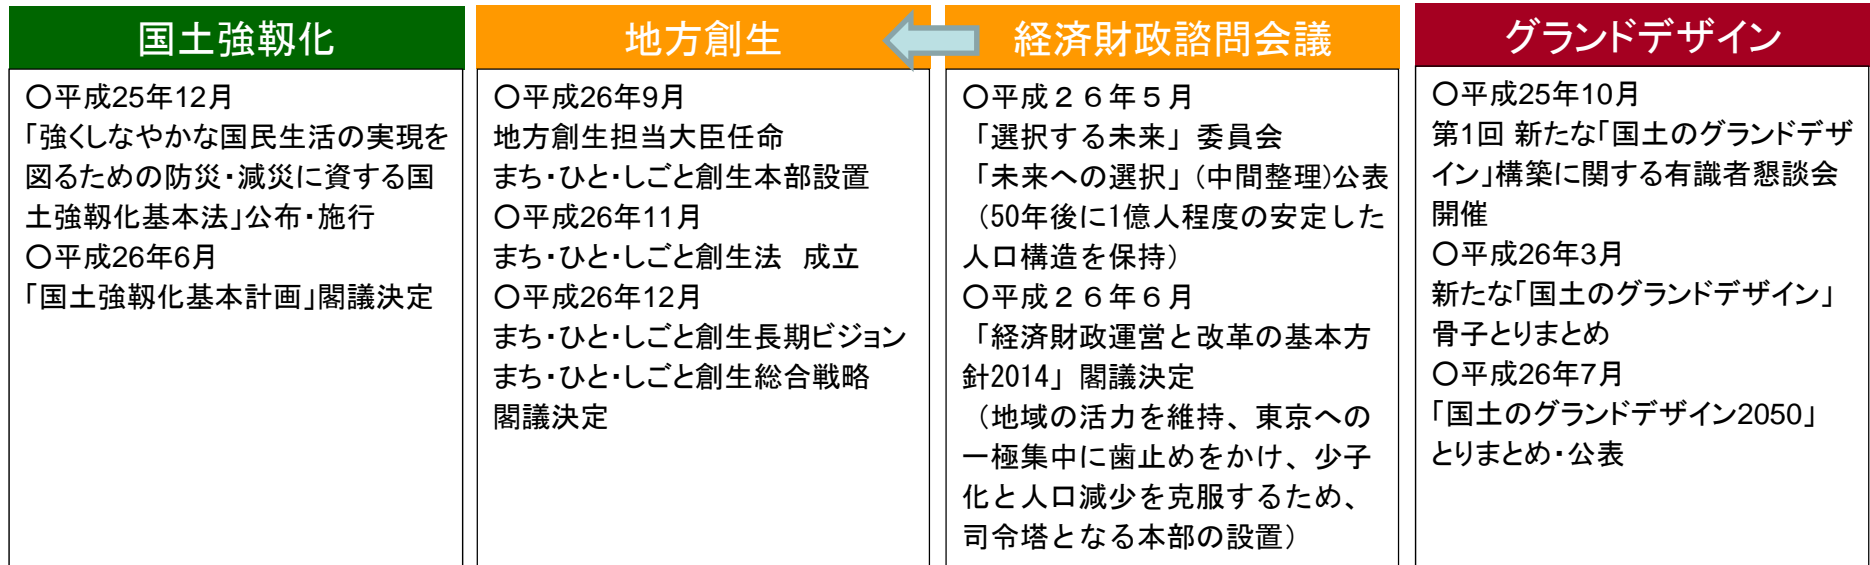 国土強靱化
○平成25年12月
「強くしなやかな国民生活の実現を
図るための防災・減災に資する国
土強靱化基本法」公布・施行
○平成26年6月
「国土強靱化基本計画」閣議決定
地方創生
○平成26年9月
地方創生担当大臣任命
まち・ひと・しごと創生本部設置
○平成26年11月
まち・ひと・しごと創生法　成立
○平成26年12月
まち・ひと・しごと創生長期ビジョン
まち・ひと・しごと創生総合戦略
閣議決定
経済財政諮問会議
○平成２６年５月
「選択する未来」委員会
「未来への選択」(中間整理)公表
（50年後に1億人程度の安定した
人口構造を保持）
○平成２６年６月
「経済財政運営と改革の基本方
針2014」閣議決定
（地域の活力を維持、東京への
一極集中に歯止めをかけ、少子
化と人口減少を克服するため、
司令塔となる本部の設置）
グランドデザイン
○平成25年10月
第1回 新たな「国土のグランドデザ
イン」構築に関する有識者懇談会
開催
○平成26年3月
新たな「国土のグランドデザイン」
骨子とりまとめ
○平成26年7月
「国土のグランドデザイン2050」
とりまとめ・公表